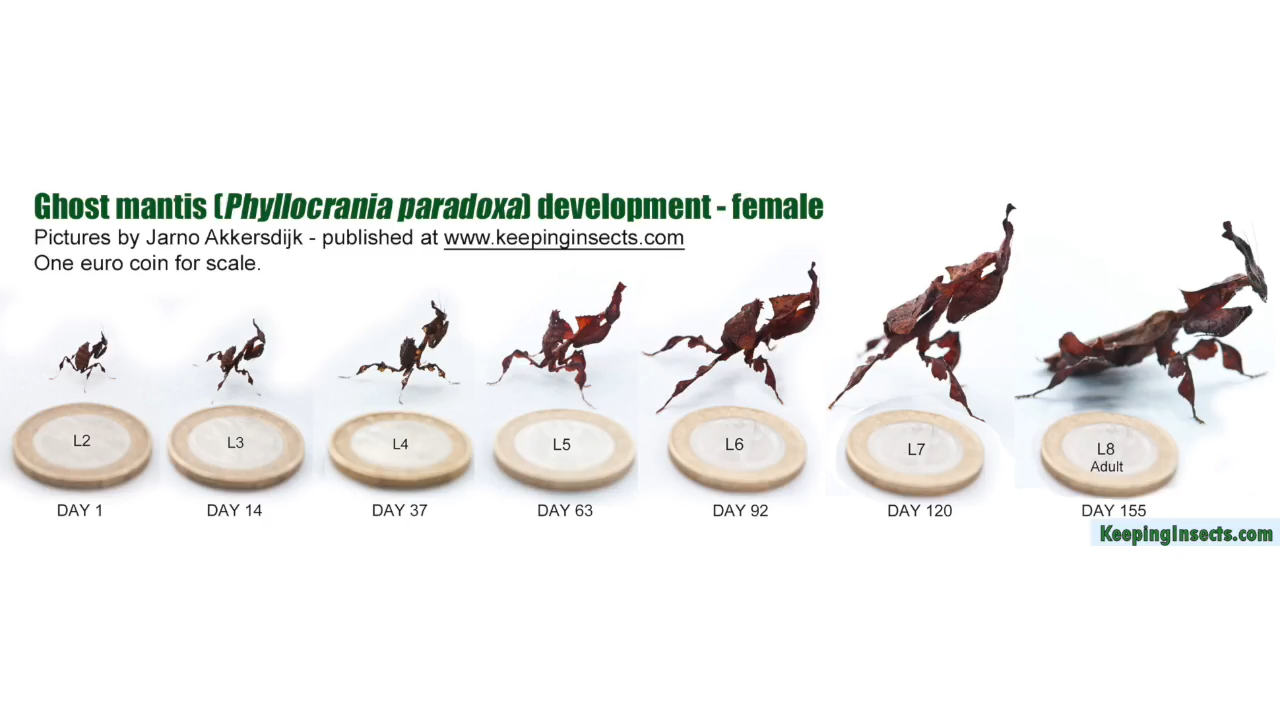 Ghost mantis (Phyllocrania paradoxa) development - female
Pictures by Jarno Akkersdijk - published at www.keepinginsects.com
One euro coin for scale.
L2
L3
L4
L5
L6
L7
L8
Adult
DAY 1
DAY 14
DAY 37
DAY 63
DAY 92
DAY 120
DAY 155
KeepingInsects.com